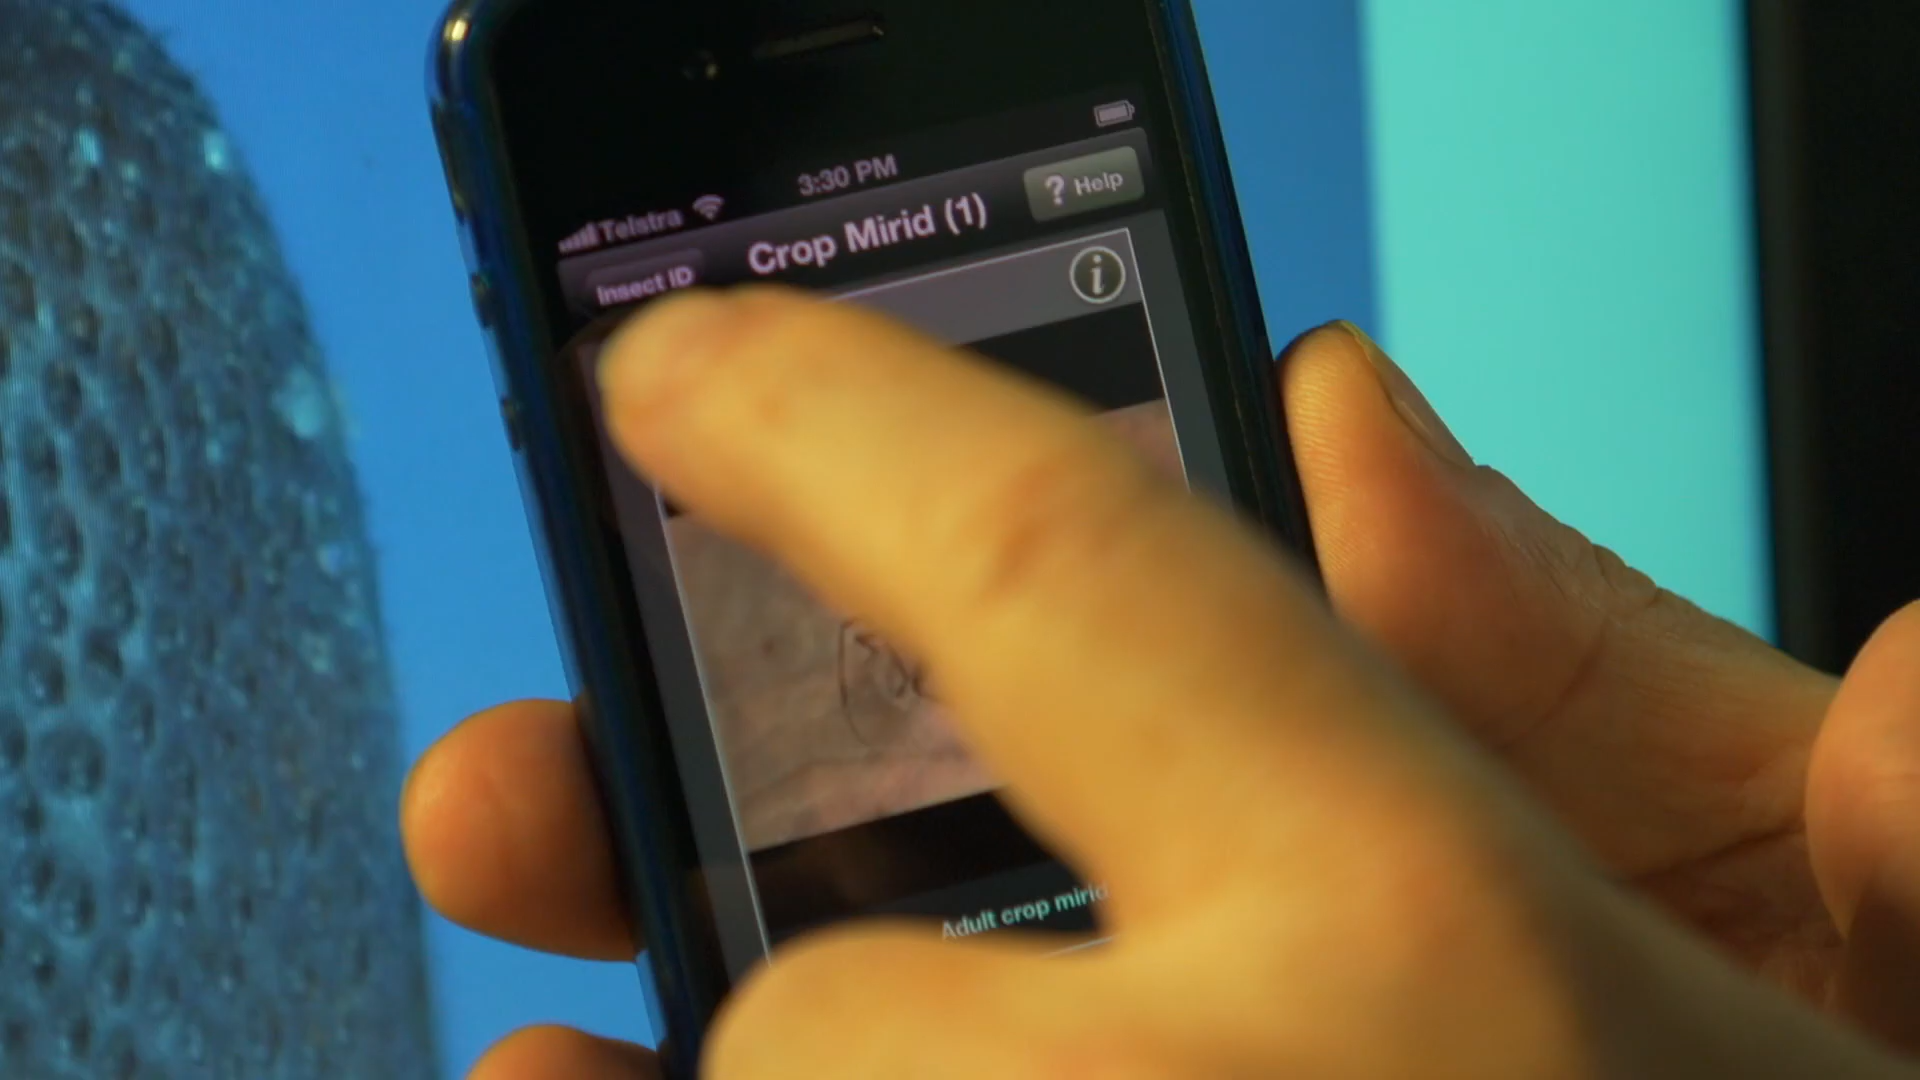 Telstra 3:30 PM
Insect ID Crop Mirid (1) ? Help
i
Adult crop mirid